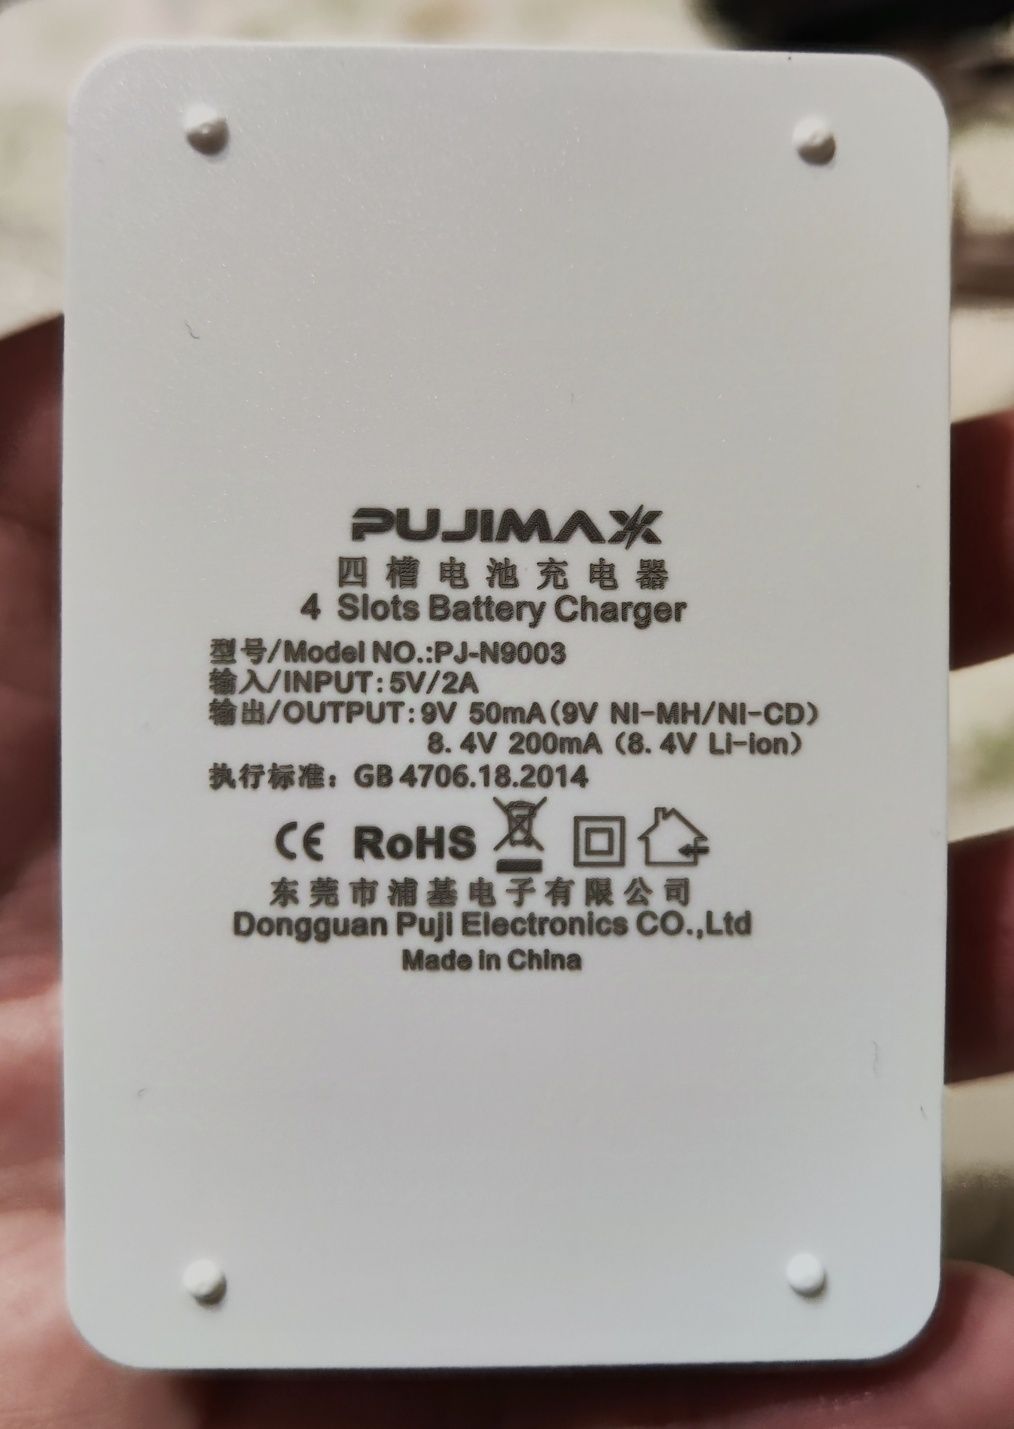 PUJIMAX
四槽电池充电器
4 Slots Battery Charger
型号/Model NO.:PJ-N9003
输入/INPUT:5V/2A
输出/OUTPUT:9V 50mA(9V NI-MH/NI-CD)
8.4V 200mA (8.4V Li-ion)
执行标准：GB 4706.18.2014
CE RoHS
东莞市浦基电子有限公司
Dongguan Puji Electronics CO.,Ltd
Made in China